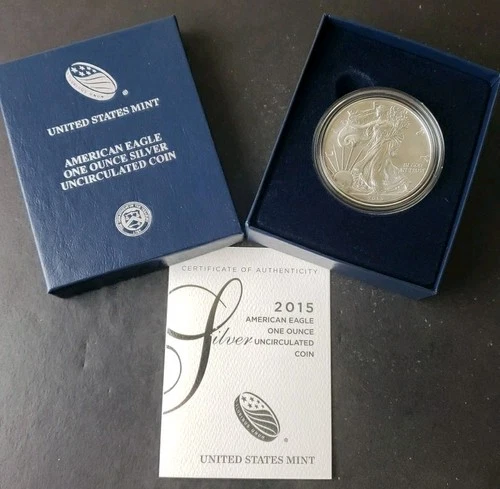 UNITED STATES MINT
AMERICAN EAGLE
ONE OUNCE SILVER
UNCIRCULATED COIN
CERTIFICATE OF AUTHENTICITY
2015
AMERICAN EAGLE
ONE OUNCE
Silver UNCIRCULATED
COIN
UNITED STATES MINT